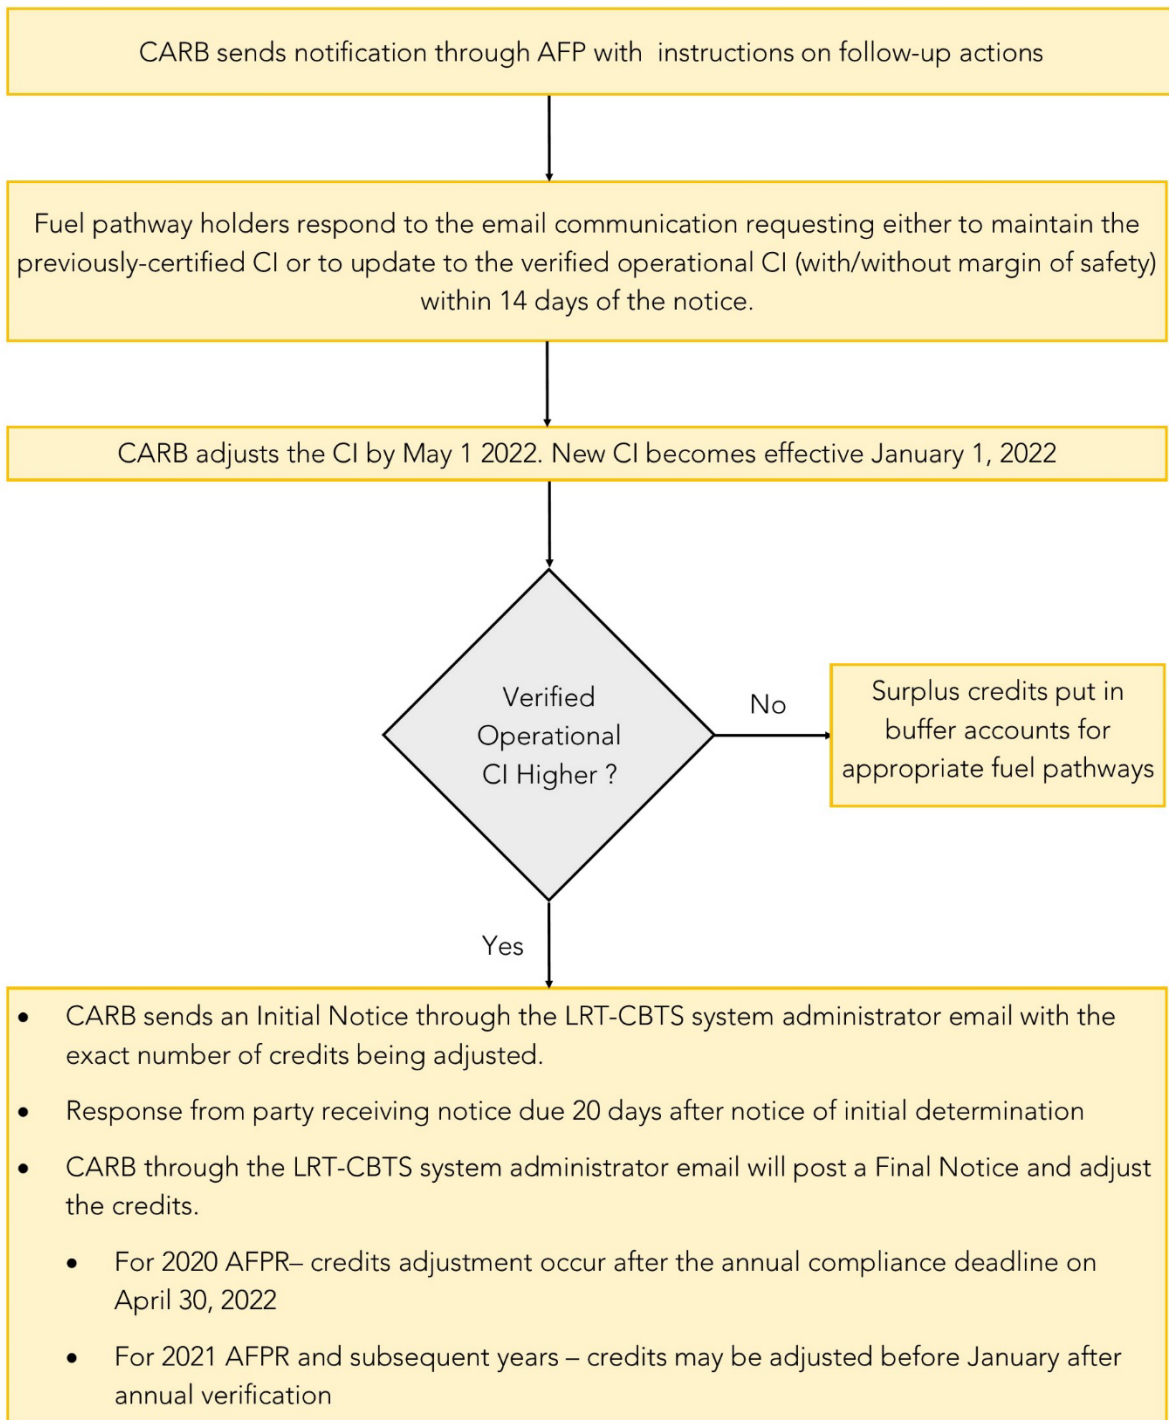 CARB sends notification through AFP with instructions on follow-up actions
Fuel pathway holders respond to the email communication requesting either to maintain the
previously-certified CI or to update to the verified operational CI (with/without margin of safety)
within 14 days of the notice.
CARB adjusts the CI by May 1 2022. New CI becomes effective January 1, 2022
Verified
Operational
CI Higher ?
No
Surplus credits put in
buffer accounts for
appropriate fuel pathways
Yes
• CARB sends an Initial Notice through the LRT-CBTS system administrator email with the
exact number of credits being adjusted.
• Response from party receiving notice due 20 days after notice of initial determination
• CARB through the LRT-CBTS system administrator email will post a Final Notice and adjust
the credits.
• For 2020 AFPR– credits adjustment occur after the annual compliance deadline on
April 30, 2022
• For 2021 AFPR and subsequent years – credits may be adjusted before January after
annual verification